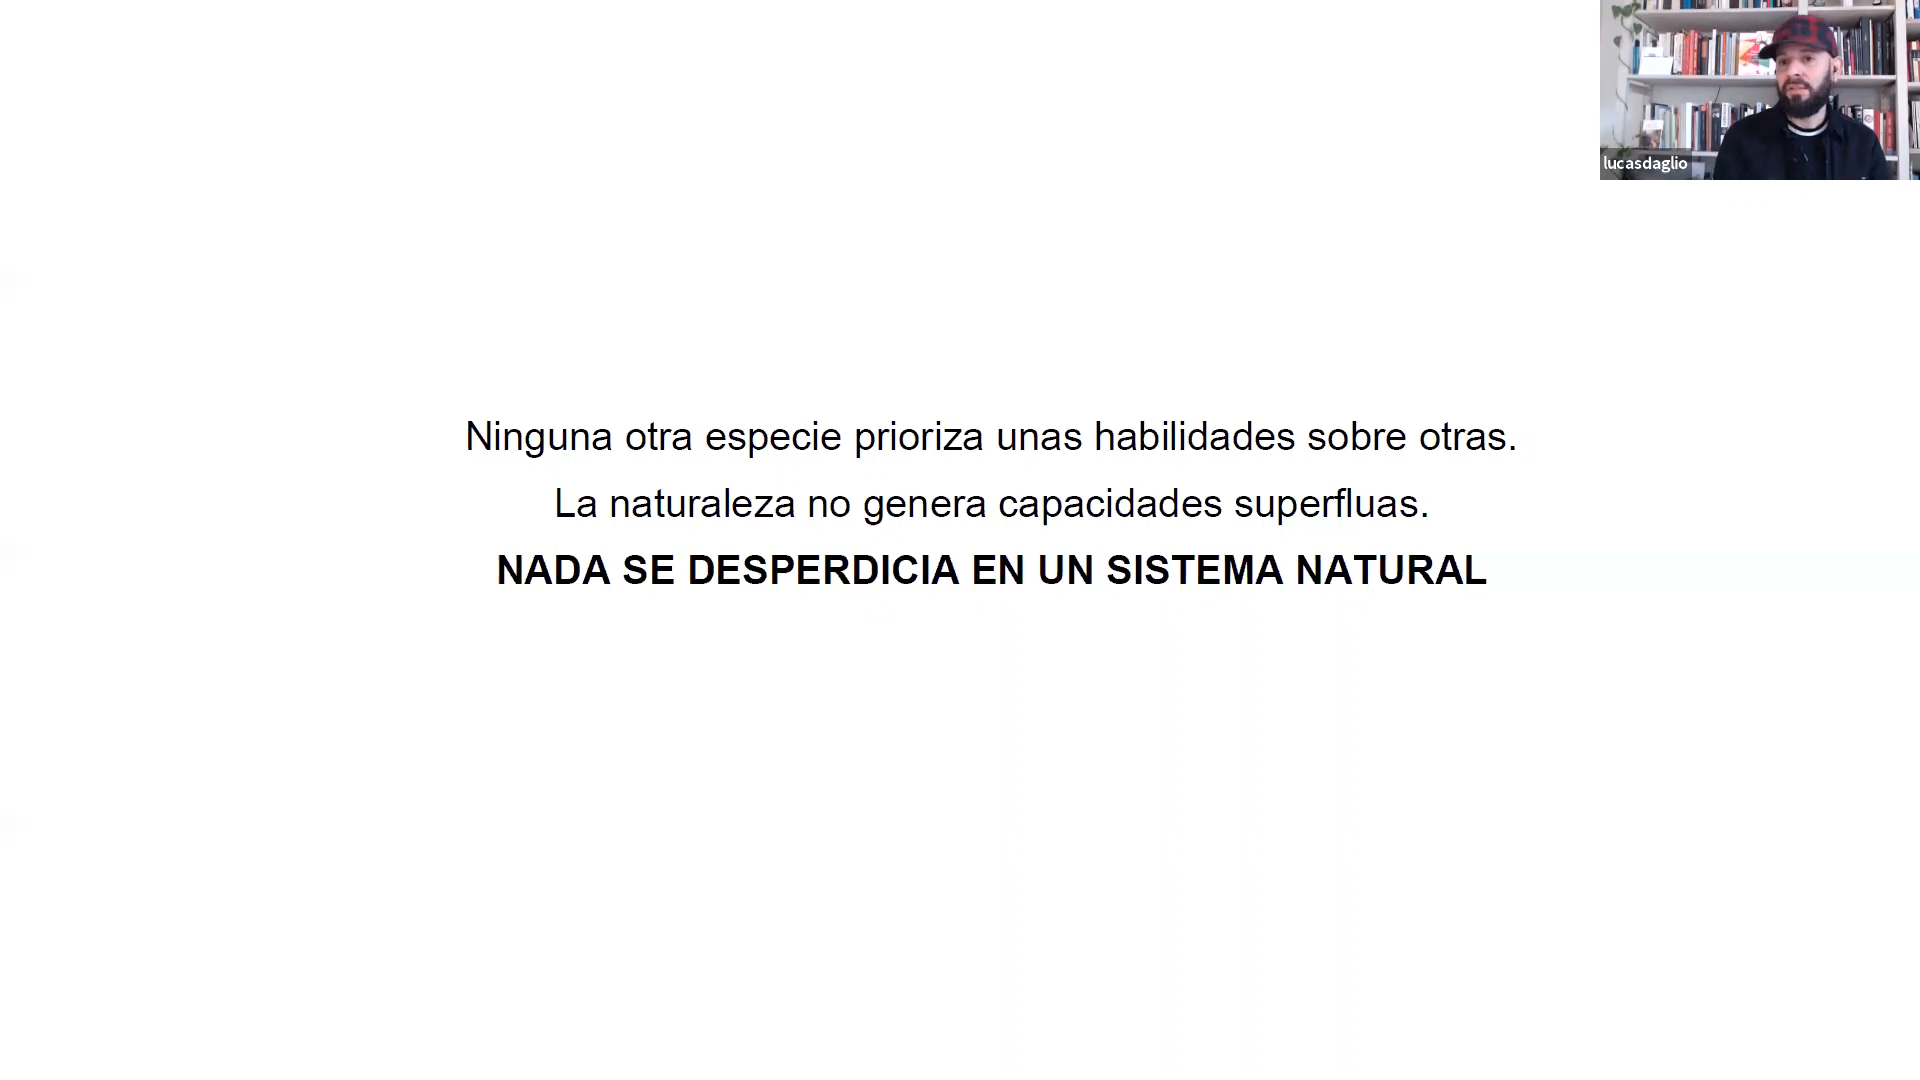 lucasdaglio
Ninguna otra especie prioriza unas habilidades sobre otras.
La naturaleza no genera capacidades superfluas.
NADA SE DESPERDICIA EN UN SISTEMA NATURAL